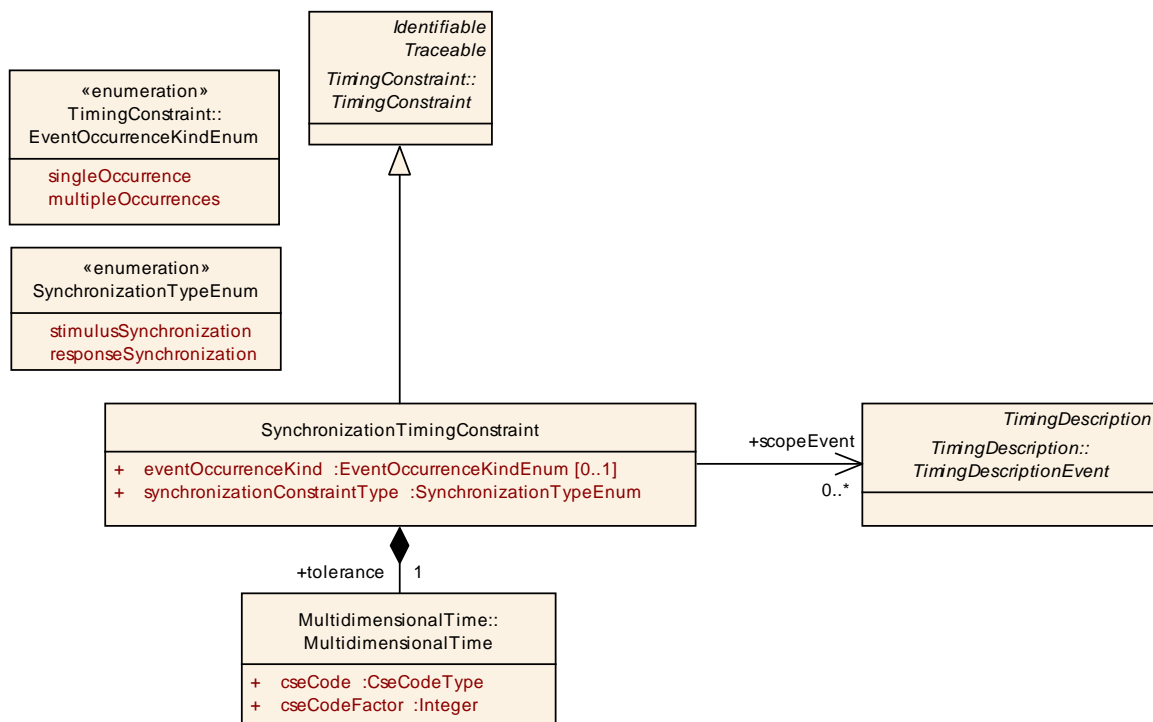 Identifiable
Traceable
TimingConstraint::
TimingConstraint
«enumeration»
TimingConstraint::
EventOccurrenceKindEnum
singleOccurrence
multipleOccurrences
«enumeration»
SynchronizationTypeEnum
stimulusSynchronization
responseSynchronization
SynchronizationTimingConstraint
+ eventOccurrenceKind :EventOccurrenceKindEnum [0..1]
+ synchronizationConstraintType :SynchronizationTypeEnum
+scopeEvent
0..*
TimingDescription
TimingDescription::
TimingDescriptionEvent
+tolerance 1
MultidimensionalTime::
MultidimensionalTime
+ cseCode :CseCodeType
+ cseCodeFactor :Integer